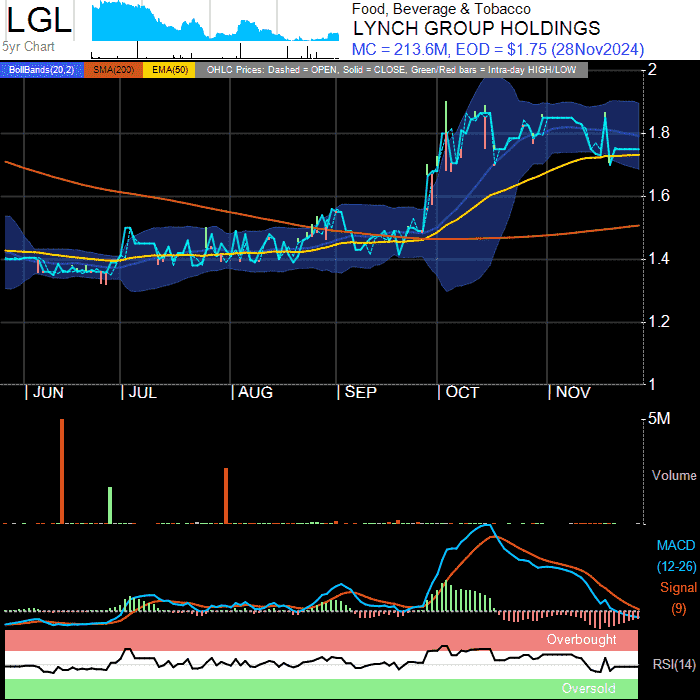 LGL
5yr Chart
Food, Beverage & Tobacco
LYNCH GROUP HOLDINGS
MC = 213.6M, EOD = $1.75 (28Nov2024)
BollBands(20,2) SMA(200) EMA(50) OHLC Prices: Dashed = OPEN, Solid = CLOSE, Green/Red bars = Intra-day HIGH/LOW
2
1.8
1.6
1.4
1.2
1
JUN JUL AUG SEP OCT NOV
5M
Volume
MACD
(12-26)
Signal
(9)
Overbought
RSI(14)
Oversold